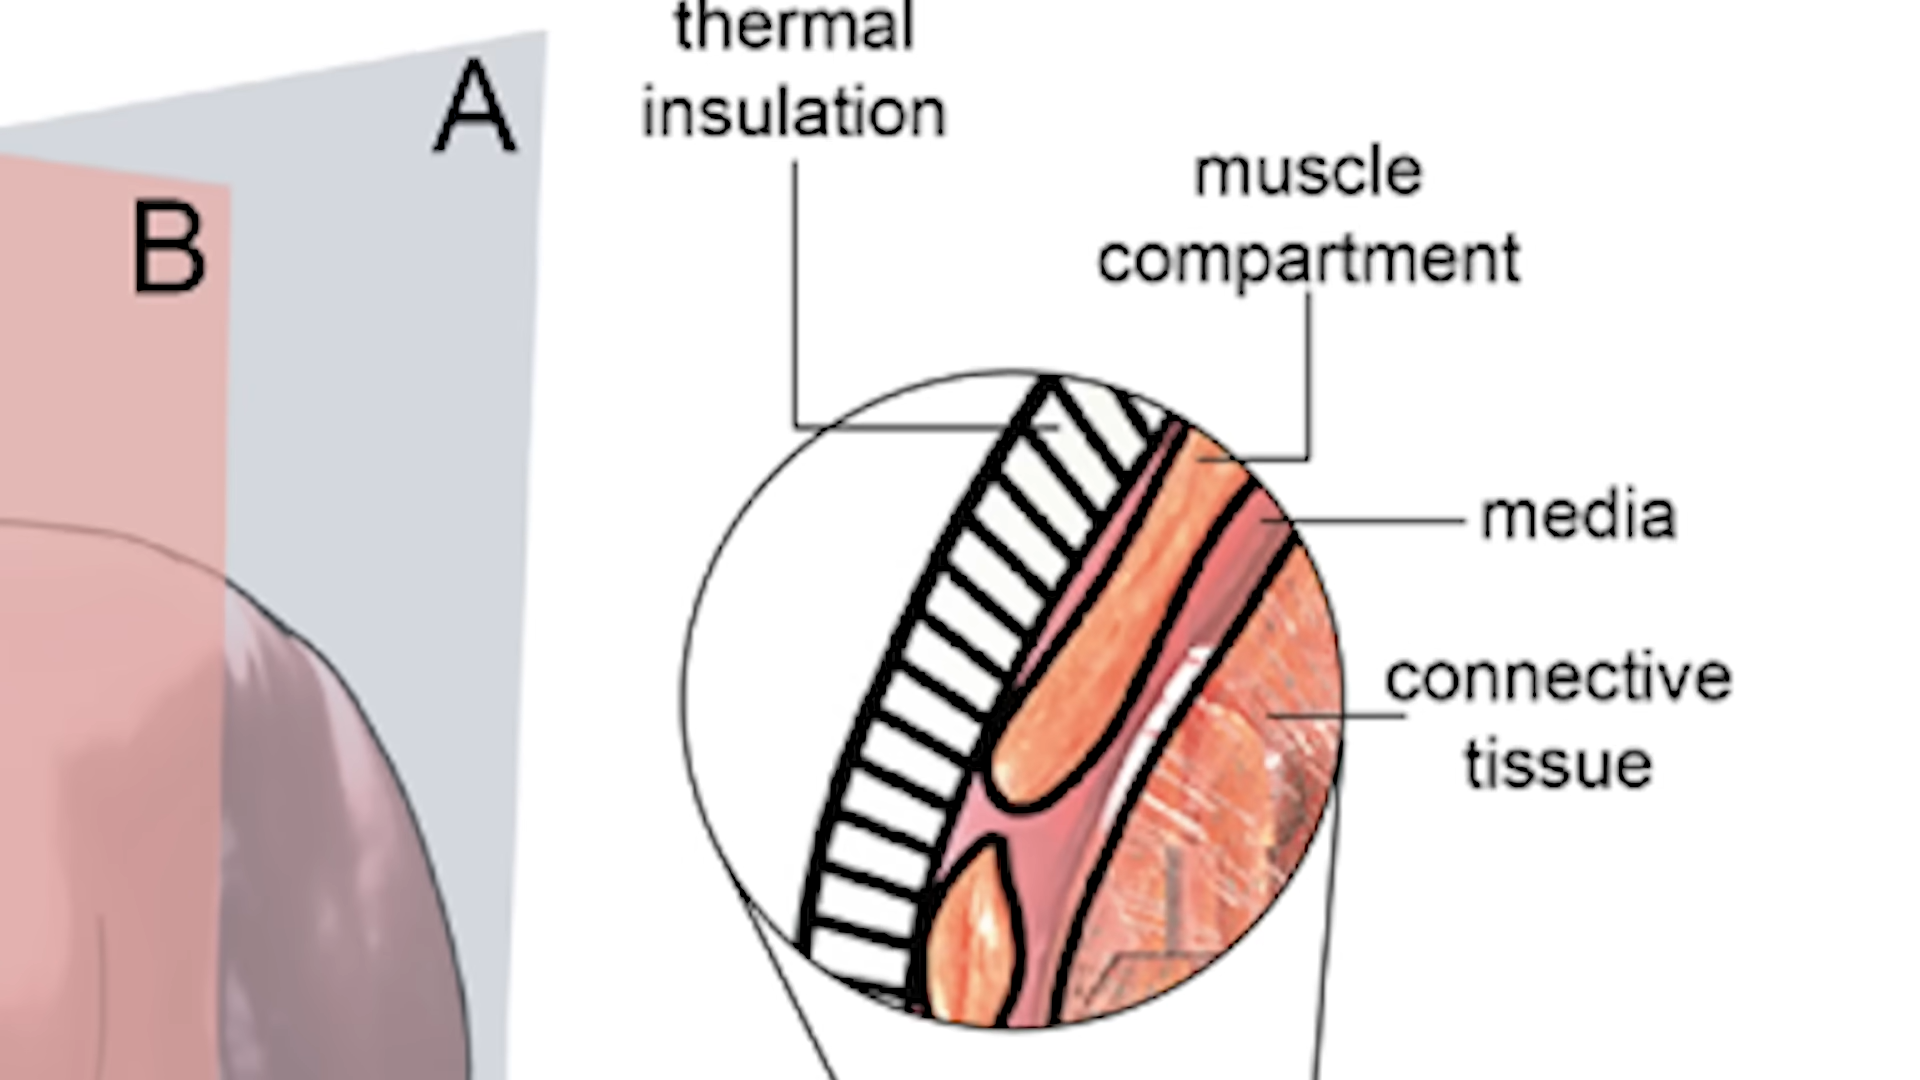 A
B
thermal
insulation
muscle
compartment
media
connective
tissue